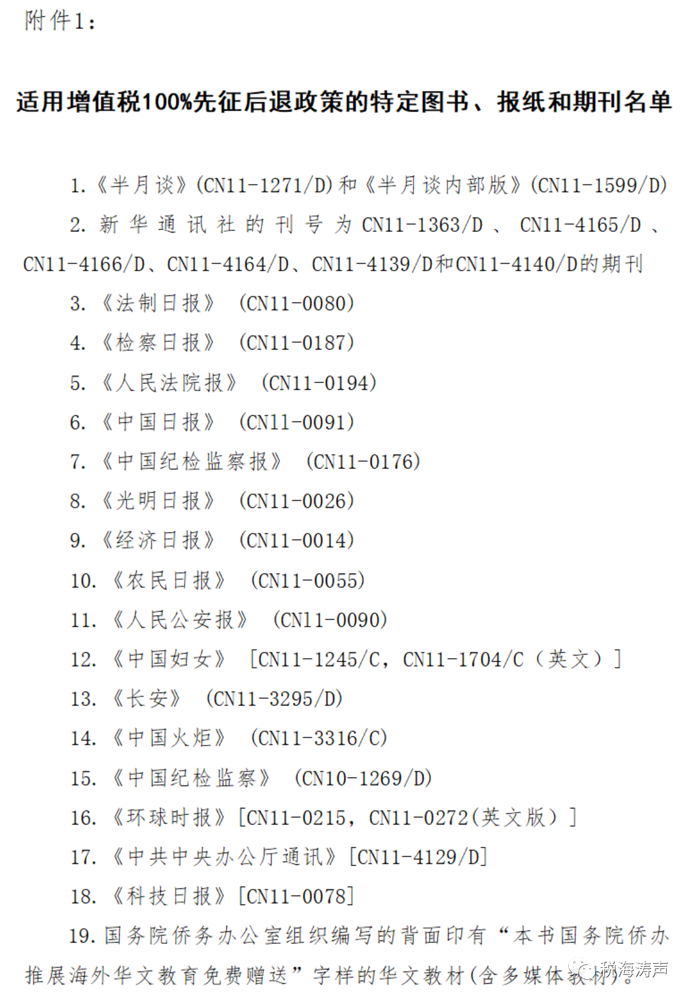 附件1：
适用增值税100%先征后退政策的特定图书、报纸和期刊名单
1.《半月谈》(CN11-1271/D)和《半月谈内部版》(CN11-1599/D)
2.新华通讯社的刊号为CN11-1363/D、CN11-4165/D、
CN11-4166/D、CN11-4164/D、CN11-4139/D和CN11-4140/D的期刊
3.《法制日报》 (CN11-0080)
4.《检察日报》 (CN11-0187)
5.《人民法院报》 (CN11-0194)
6.《中国日报》 (CNl1-0091)
7.《中国纪检监察报》 (CN11-0176)
8.《光明日报》 (CN11-0026)
9.《经济日报》 (CN11-0014)
10.《农民日报》 (CN11-0055)
11.《人民公安报》 (CNl1-0090)
12.《中国妇女》 [CN11-1245/C，CN11-1704/C（英文）]
13.《长安》 (CN11-3295/D)
14.《中国火炬》 (CN11-3316/C)
15.《中国纪检监察》 (CN10-1269/D)
16.《环球时报》[CN11-0215，CN11-0272(英文版）]
17.《中共中央办公厅通讯》[CN11-4129/D]
18.《科技日报》[CN11-0078]
19.国务院侨务办公室组织编写的背面印有“本书国务院侨办
推展海外华文教育免费赠送”字样的华文教材(含多媒体教材)。
税海涛声